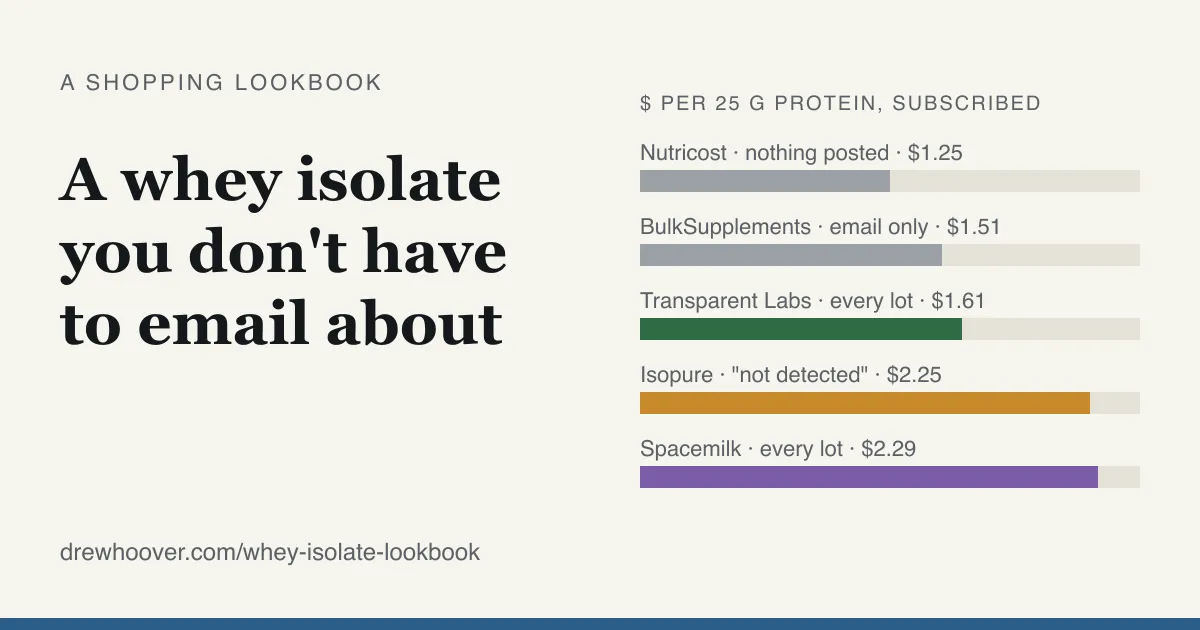 A SHOPPING LOOKBOOK
A whey isolate
you don't have
to email about
drewhoover.com/whey-isolate-lookbook
$ PER 25 G PROTEIN, SUBSCRIBED
Nutricost · nothing posted · $1.25
BulkSupplements · email only · $1.51
Transparent Labs · every lot · $1.61
Isopure · "not detected" · $2.25
Spacemilk · every lot · $2.29